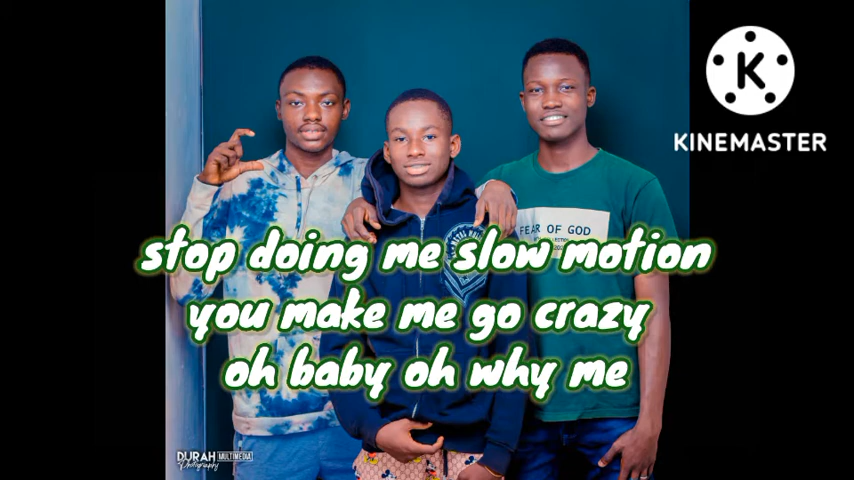 KINEMASTER
FEAR OF GOD
stop doing me slow motion
you make me go crazy
oh baby oh why me
DURAH MULTIMEDIA
Photography